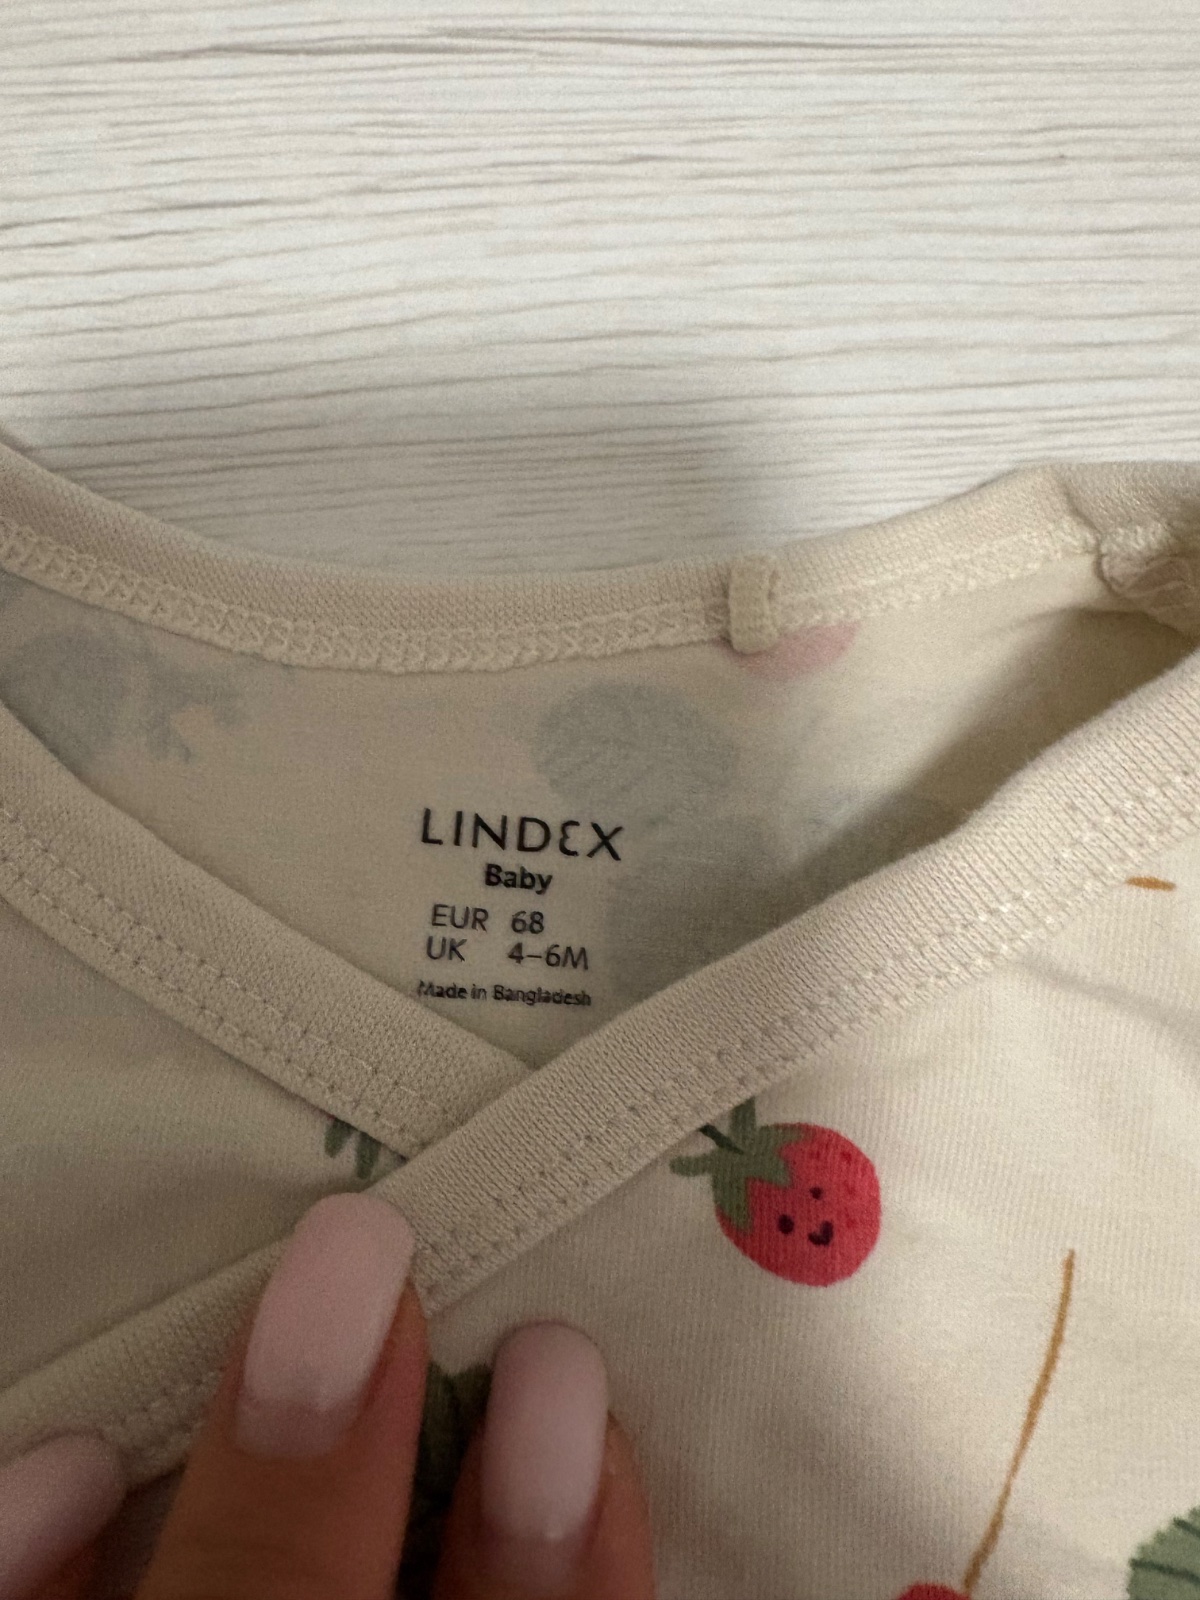 LINDEX
Baby
EUR 68
UK 4–6M
Made in Bangladesh